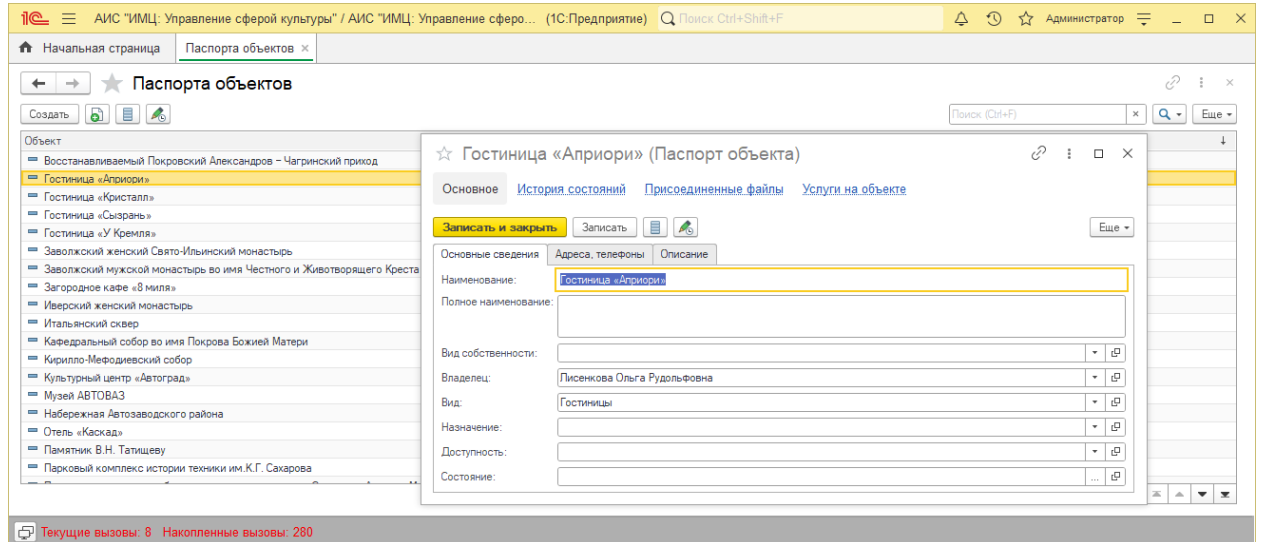 АИС "ИМЦ: Управление сферой культуры" / АИС "ИМЦ: Управление сферо... (1С:Предприятие) Поиск Ctrl+Shift+F Администратор
Начальная страница Паспорта объектов ×
Паспорта объектов
Создать Поиск (Ctrl+F) × Еще
Объект
Восстанавливаемый Покровский Александров – Чагринский приход
Гостиница «Априори»
Гостиница «Кристалл»
Гостиница «Сызрань»
Гостиница «У Кремля»
Заволжский женский Свято-Ильинский монастырь
Заволжский мужской монастырь во имя Честного и Животворящего Креста
Загородное кафе «8 миля»
Иверский женский монастырь
Итальянский сквер
Кафедральный собор во имя Покрова Божией Матери
Кирилло-Мефодиевский собор
Культурный центр «Автоград»
Музей АВТОВАЗ
Набережная Автозаводского района
Отель «Каскад»
Памятник В.Н. Татищеву
Парковый комплекс истории техники им.К.Г. Сахарова
Гостиница «Априори» (Паспорт объекта)
Основное История состояний Присоединенные файлы Услуги на объекте
Записать и закрыть Записать Еще
Основные сведения Адреса, телефоны Описание
Наименование: Гостиница «Априори»
Полное наименование:
Вид собственности:
Владелец: Писенкова Ольга Рудольфовна
Вид: Гостиницы
Назначение:
Доступность:
Состояние: ...
Текущие вызовы: 8 Накопленные вызовы: 280